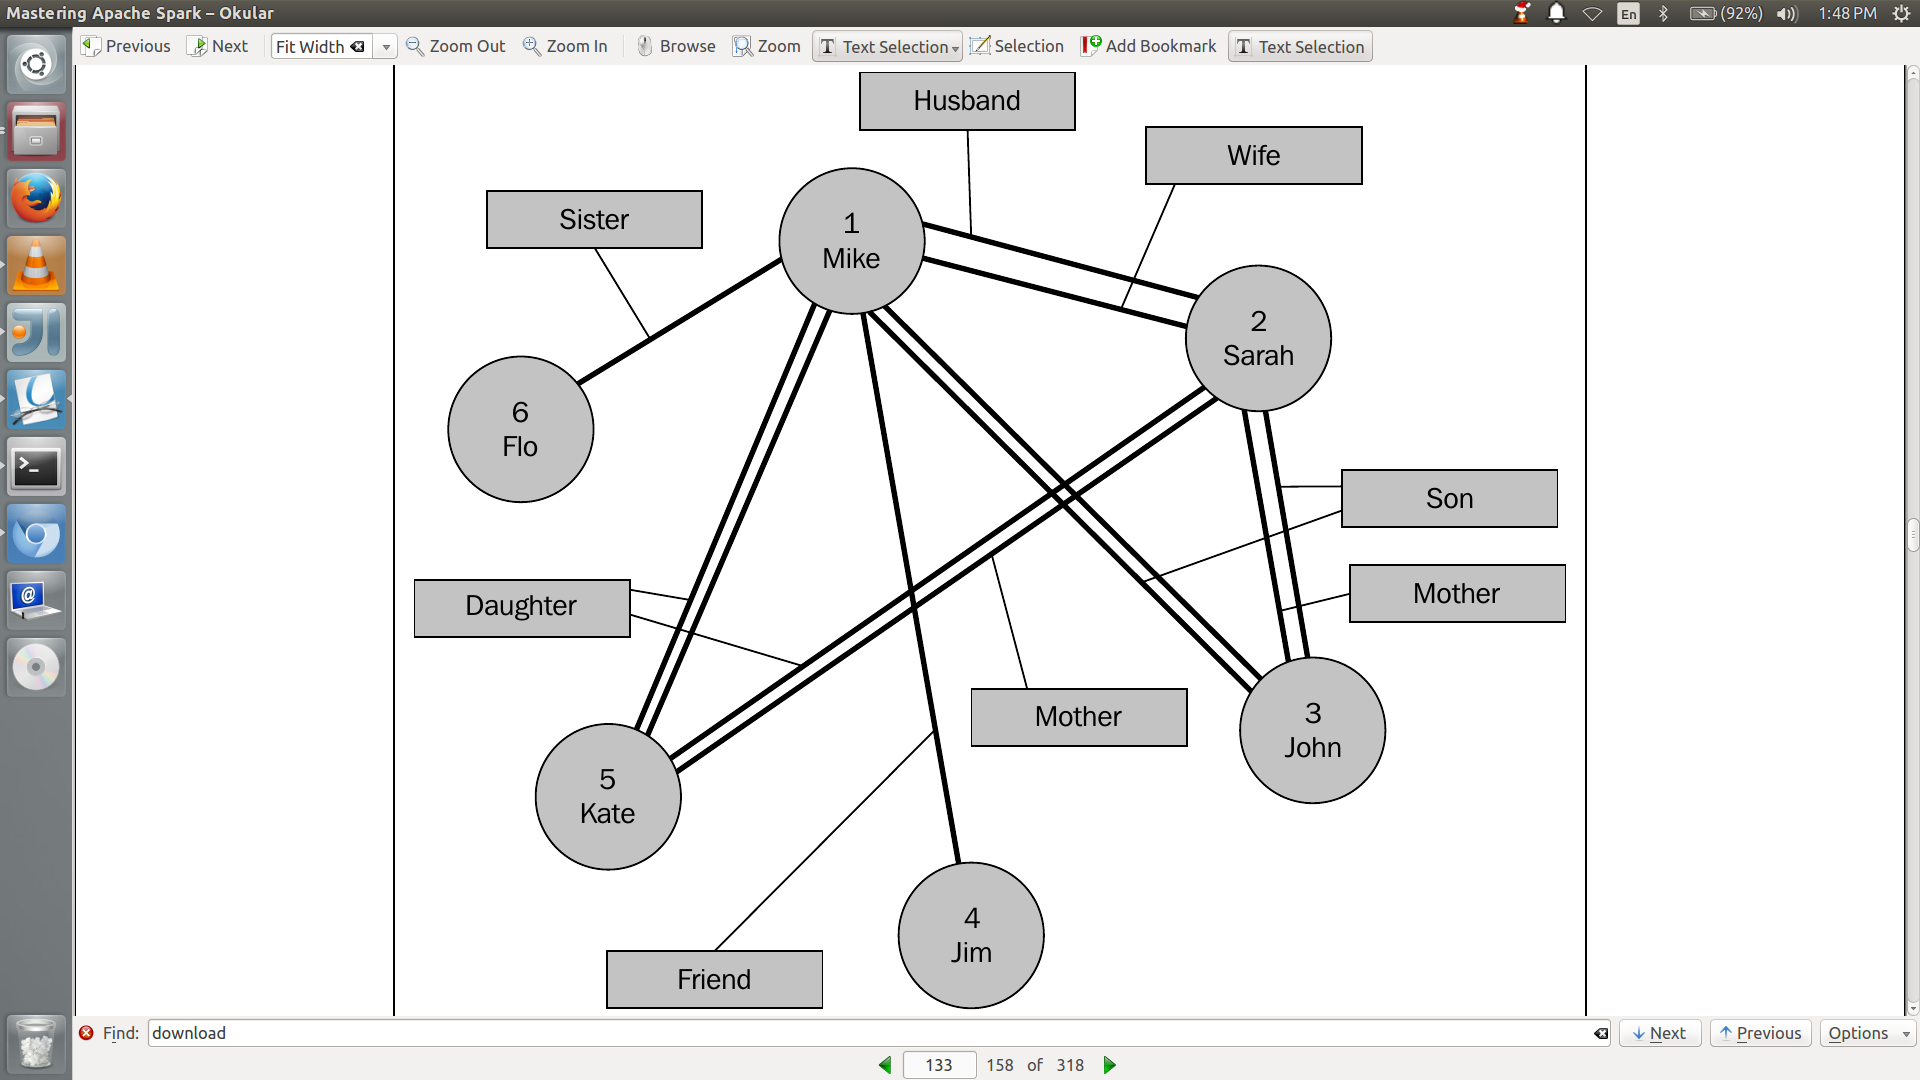 Mastering Apache Spark – Okular
En
(92%)
1:48 PM
Previous
Next
Fit Width
Zoom Out
Zoom In
Browse
Zoom
Text Selection
Selection
Add Bookmark
Text Selection
Husband
Wife
Sister
1
Mike
2
Sarah
6
Flo
Son
Daughter
Mother
Mother
3
John
5
Kate
4
Jim
Friend
Find:
download
Next
Previous
Options
133
158 of 318